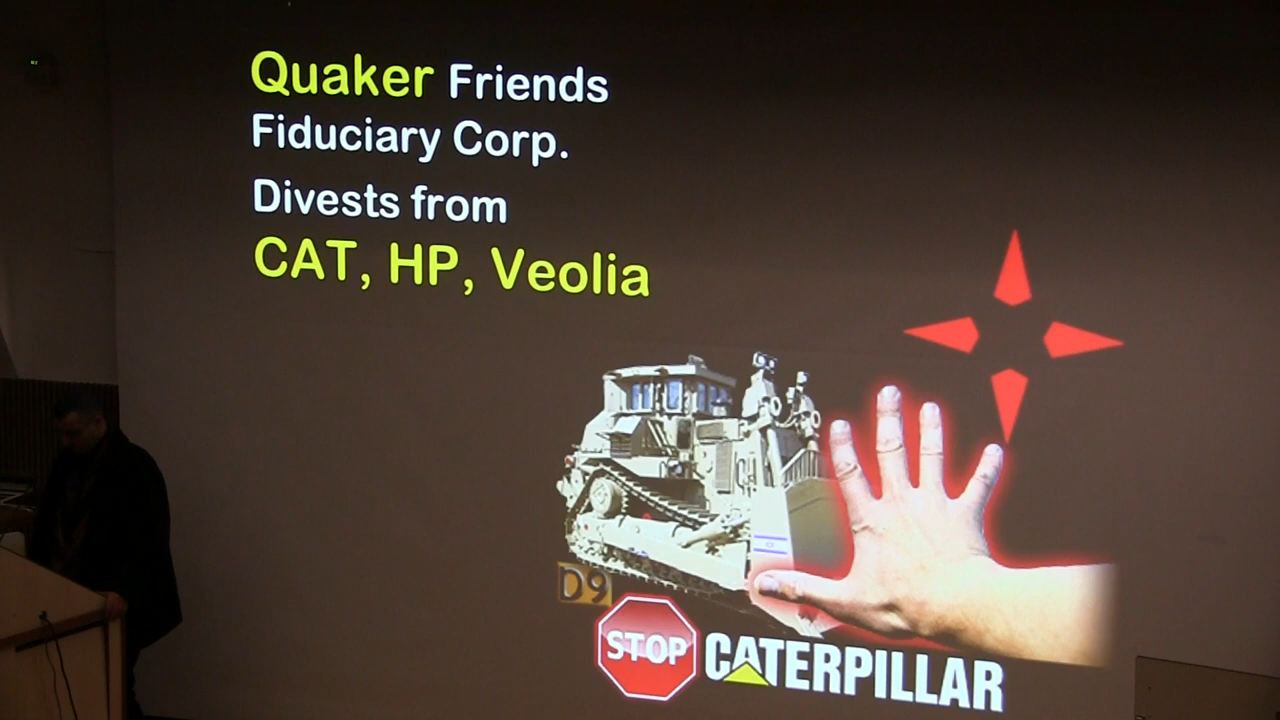 Quaker Friends
Fiduciary Corp.
Divests from
CAT, HP, Veolia
D9
STOP CATERPILLAR